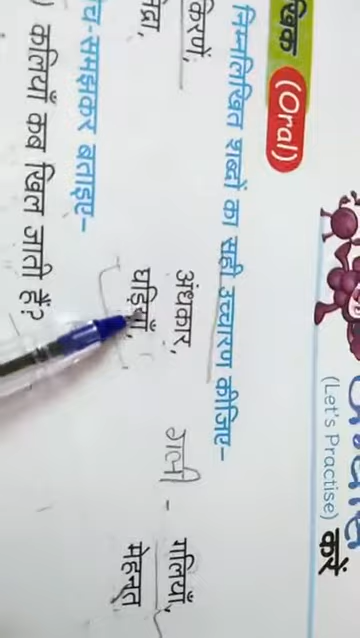 (Let's Practise) करें
खिक (Oral)
निम्नलिखित शब्दों का सही उच्चारण कीजिए-
किरणें, अंधकार, गली - गलियाँ,
घड़ियाँ, मेहनत
-समझकर बताइए-
) कलियाँ कब खिल जाती हैं?